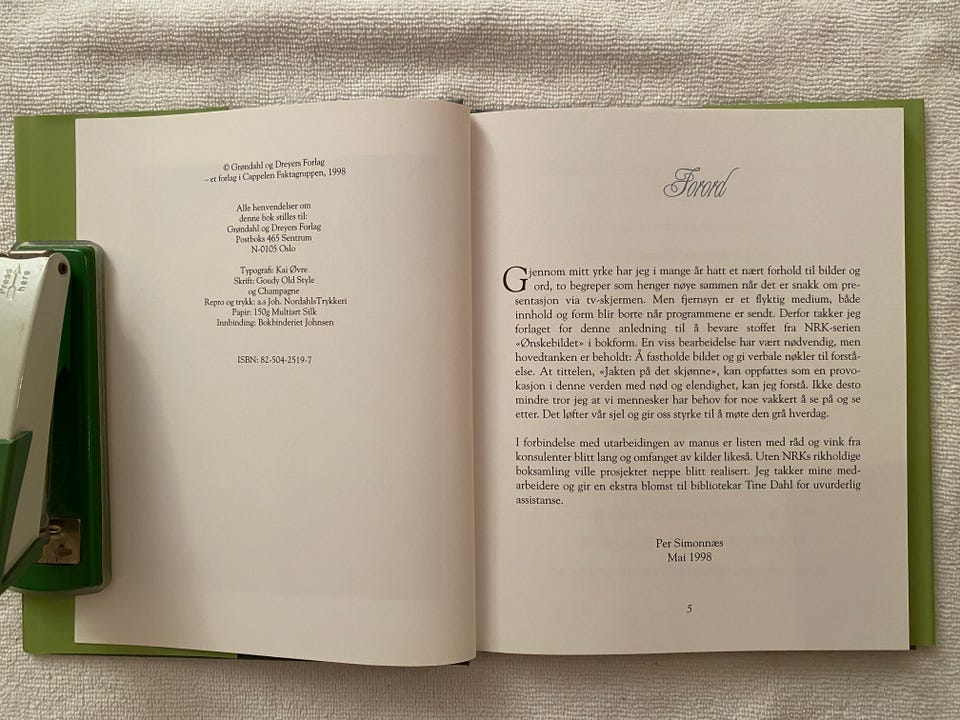 Press
here
© Grøndahl og Dreyers Forlag
– et forlag i Cappelen Faktagruppen, 1998
Alle henvendelser om
denne bok stilles til:
Grøndahl og Dreyers Forlag
Postboks 465 Sentrum
N-0105 Oslo
Typografi: Kai Øvre
Skrift: Goudy Old Style
og Champagne
Repro og trykk: a.s Joh. NordahlsTrykkeri
Papir: 150g Multiart Silk
Innbinding: Bokbinderiet Johnsen
ISBN: 82-504-2519-7
Forord
Gjennom mitt yrke har jeg i mange år hatt et nært forhold til bilder og
ord, to begreper som henger nøye sammen når det er snakk om pre-
sentasjon via tv-skjermen. Men fjernsyn er et flyktig medium, både
innhold og form blir borte når programmene er sendt. Derfor takker jeg
forlaget for denne anledning til å bevare stoffet fra NRK-serien
«Ønskebildet» i bokform. En viss bearbeidelse har vært nødvendig, men
hovedtanken er beholdt: Å fastholde bildet og gi verbale nøkler til forstå-
else. At tittelen, «Jakten på det skjønne», kan oppfattes som en provo-
kasjon i denne verden med nød og elendighet, kan jeg forstå. Ikke desto
mindre tror jeg at vi mennesker har behov for noe vakkert å se på og se
etter. Det løfter vår sjel og gir oss styrke til å møte den grå hverdag.
I forbindelse med utarbeidingen av manus er listen med råd og vink fra
konsulenter blitt lang og omfanget av kilder likeså. Uten NRKs rikholdige
boksamling ville prosjektet neppe blitt realisert. Jeg takker mine med-
arbeidere og gir en ekstra blomst til bibliotekar Tine Dahl for uvurderlig
assistanse.
Per Simonnæs
Mai 1998
5